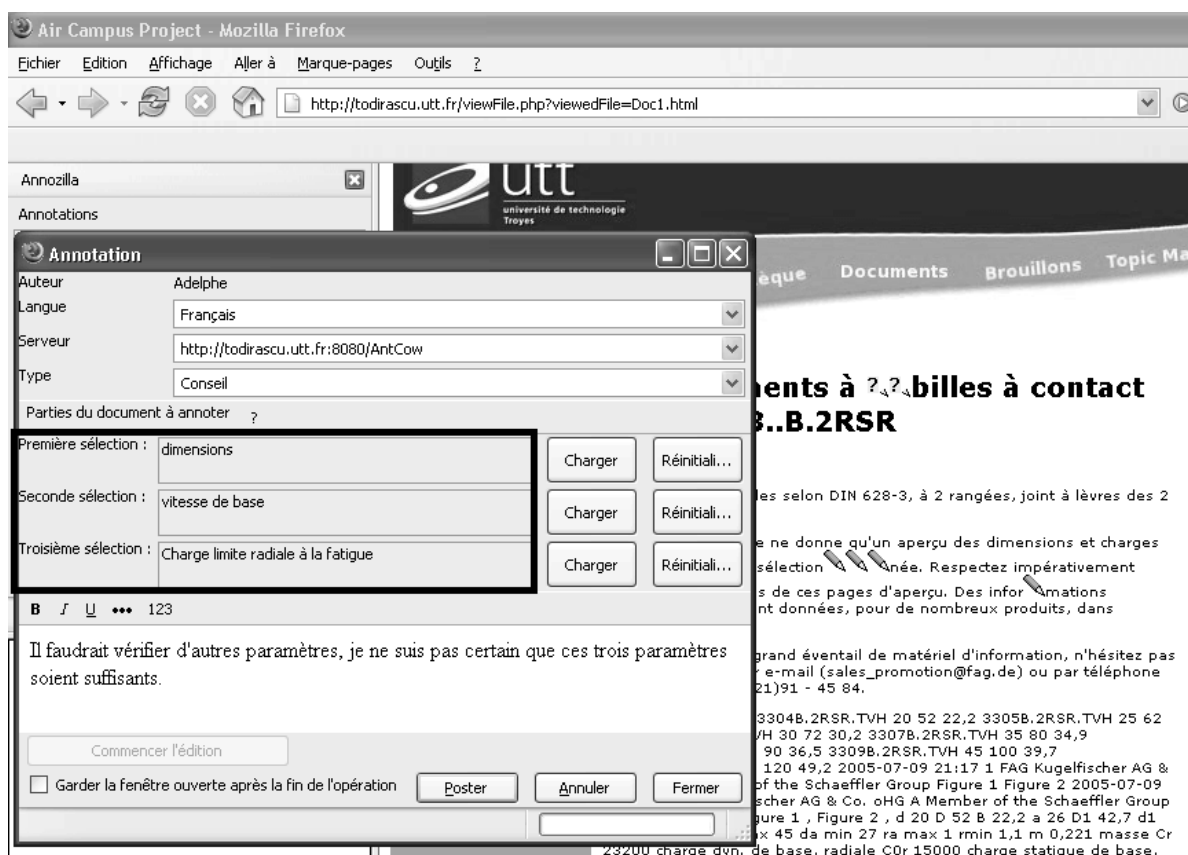 Air Campus Project - Mozilla Firefox
Fichier Edition Affichage Aller à Marque-pages Outils ?
http://todirascu.utt.fr/viewFile.php?viewedFile=Doc1.html
Annozilla
Annotations
utt
université de technologie
Troyes
èque Documents Brouillons Topic Ma
Annotation
Auteur Adelphe
Langue Français
Serveur http://todirascu.utt.fr:8080/AntCow
Type Conseil
Parties du document à annoter ?
Première sélection : dimensions Charger Réinitiali...
Seconde sélection : vitesse de base Charger Réinitiali...
Troisième sélection : Charge limite radiale à la fatigue Charger Réinitiali...
B I U ••• 123
Il faudrait vérifier d'autres paramètres, je ne suis pas certain que ces trois paramètres
soient suffisants.
Commencer l'édition
Garder la fenêtre ouverte après la fin de l'opération Poster Annuler Fermer
ents à ? ? billes à contact
..B.2RSR
les selon DIN 628-3, à 2 rangées, joint à lèvres des 2
e ne donne qu'un aperçu des dimensions et charges
sélection née. Respectez impérativement
s de ces pages d'aperçu. Des infor mations
nt données, pour de nombreux produits, dans
grand éventail de matériel d'information, n'hésitez pas
r e-mail (sales_promotion@fag.de) ou par téléphone
21)91 - 45 84.
3304B.2RSR.TVH 20 52 22,2 3305B.2RSR.TVH 25 62
VH 30 72 30,2 3307B.2RSR.TVH 35 80 34,9
90 36,5 3309B.2RSR.TVH 45 100 39,7
120 49,2 2005-07-09 21:17 1 FAG Kugelfischer AG &
of the Schaeffler Group Figure 1 Figure 2 2005-07-09
scher AG & Co. oHG A Member of the Schaeffler Group
gure 1 , Figure 2 , d 20 D 52 B 22,2 a 26 D1 42,7 d1
x 45 da min 27 ra max 1 rmin 1,1 m 0,221 masse Cr
23200 charge dyn. de base, radiale C0r 15000 charge statique de base,